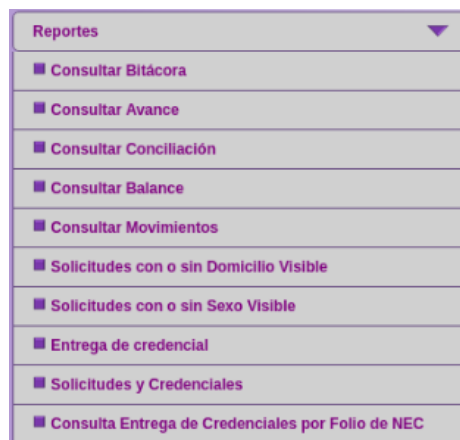 Reportes
Consultar Bitácora
Consultar Avance
Consultar Conciliación
Consultar Balance
Consultar Movimientos
Solicitudes con o sin Domicilio Visible
Solicitudes con o sin Sexo Visible
Entrega de credencial
Solicitudes y Credenciales
Consulta Entrega de Credenciales por Folio de NEC